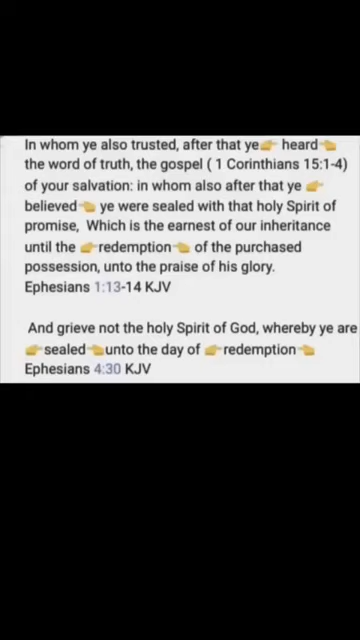 In whom ye also trusted, after that ye👉 heard👈
the word of truth, the gospel ( 1 Corinthians 15:1-4)
of your salvation: in whom also after that ye 👉
believed👈 ye were sealed with that holy Spirit of
promise, Which is the earnest of our inheritance
until the 👉redemption👈 of the purchased
possession, unto the praise of his glory.
Ephesians 1:13-14 KJV
And grieve not the holy Spirit of God, whereby ye are
👉sealed👈unto the day of 👉redemption👈
Ephesians 4:30 KJV